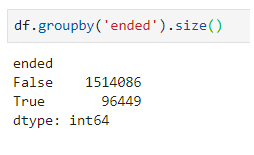 df.groupby('ended').size()
ended
False    1514086
True       96449
dtype: int64